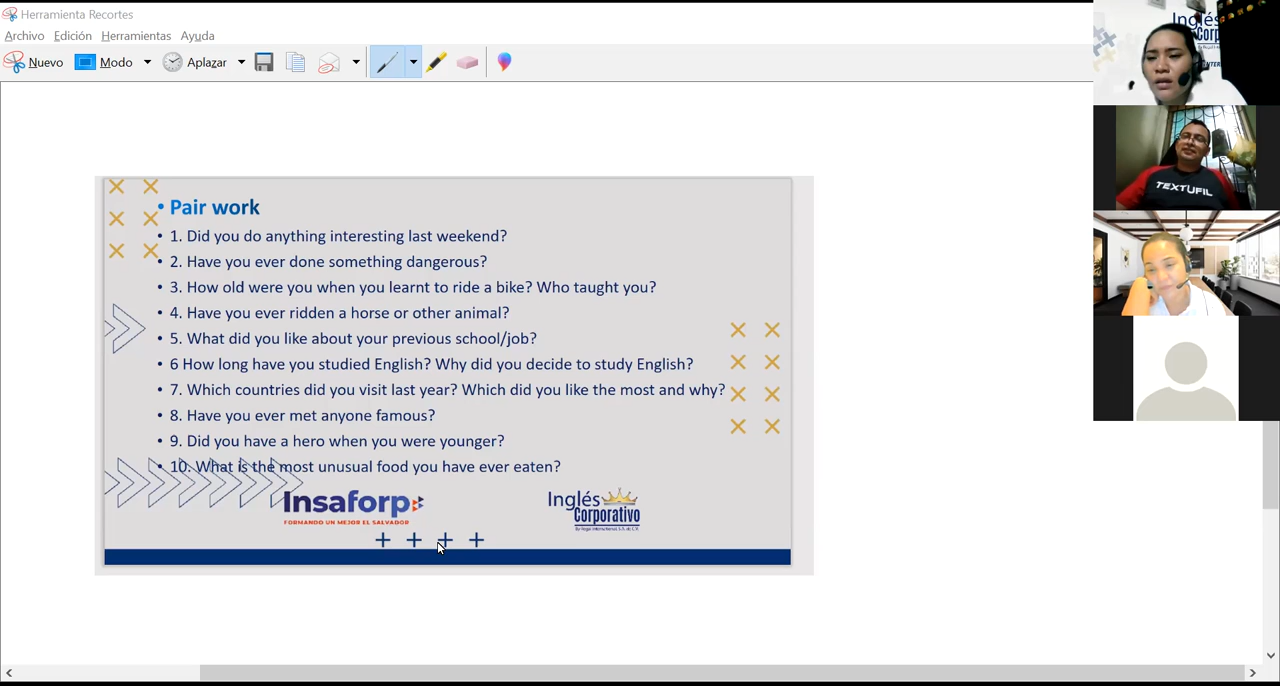 Herramienta Recortes
Archivo Edición Herramientas Ayuda
Nuevo Modo Aplazar
• Pair work
• 1. Did you do anything interesting last weekend?
• 2. Have you ever done something dangerous?
• 3. How old were you when you learnt to ride a bike? Who taught you?
• 4. Have you ever ridden a horse or other animal?
• 5. What did you like about your previous school/job?
• 6 How long have you studied English? Why did you decide to study English?
• 7. Which countries did you visit last year? Which did you like the most and why?
• 8. Have you ever met anyone famous?
• 9. Did you have a hero when you were younger?
• 10. What is the most unusual food you have ever eaten?
Insaforp
FORMANDO UN MEJOR EL SALVADOR
Inglés
Corporativo
By Regal International, S.A. de C.V.
Inglés
Corp
TEXTUFIL